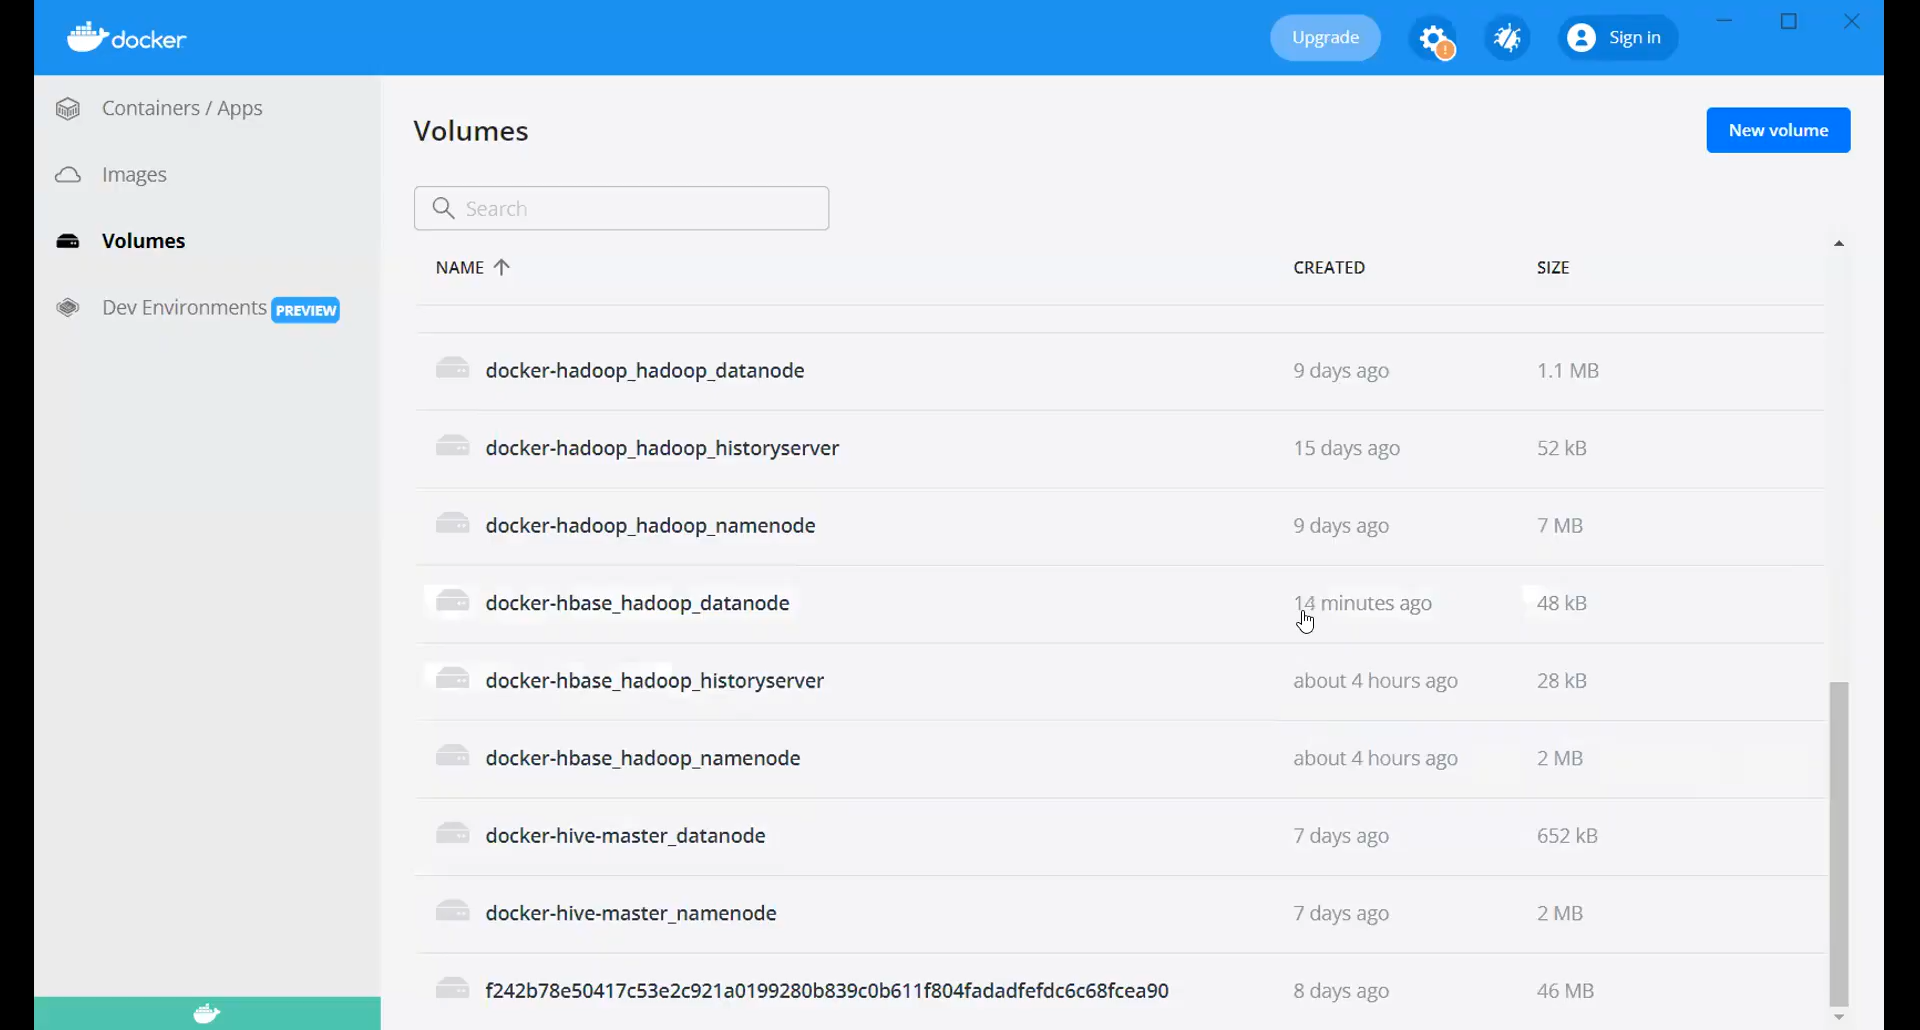 docker
Upgrade
!
Sign in
Containers / Apps
Images
Volumes
Dev Environments PREVIEW
Volumes
New volume
Search
NAME CREATED SIZE
docker-hadoop_hadoop_datanode 9 days ago 1.1 MB
docker-hadoop_hadoop_historyserver 15 days ago 52 kB
docker-hadoop_hadoop_namenode 9 days ago 7 MB
docker-hbase_hadoop_datanode 14 minutes ago 48 kB
docker-hbase_hadoop_historyserver about 4 hours ago 28 kB
docker-hbase_hadoop_namenode about 4 hours ago 2 MB
docker-hive-master_datanode 7 days ago 652 kB
docker-hive-master_namenode 7 days ago 2 MB
f242b78e50417c53e2c921a0199280b839c0b611f804fadadfefdc6c68fcea90 8 days ago 46 MB